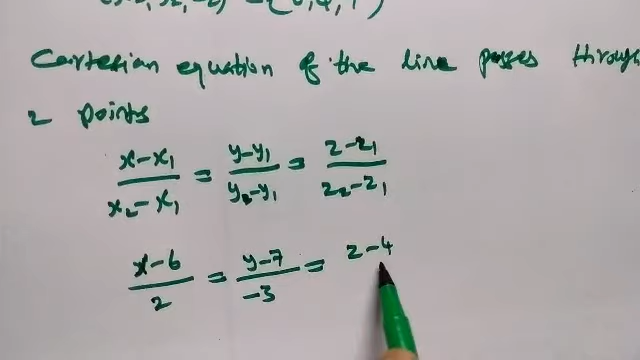 Cartesian equation of the line passes through
2 points
x-x₁/x₂-x₁ = y-y₁/y₂-y₁ = z-z₁/z₂-z₁
x-6/2 = y-7/-3 = z-4